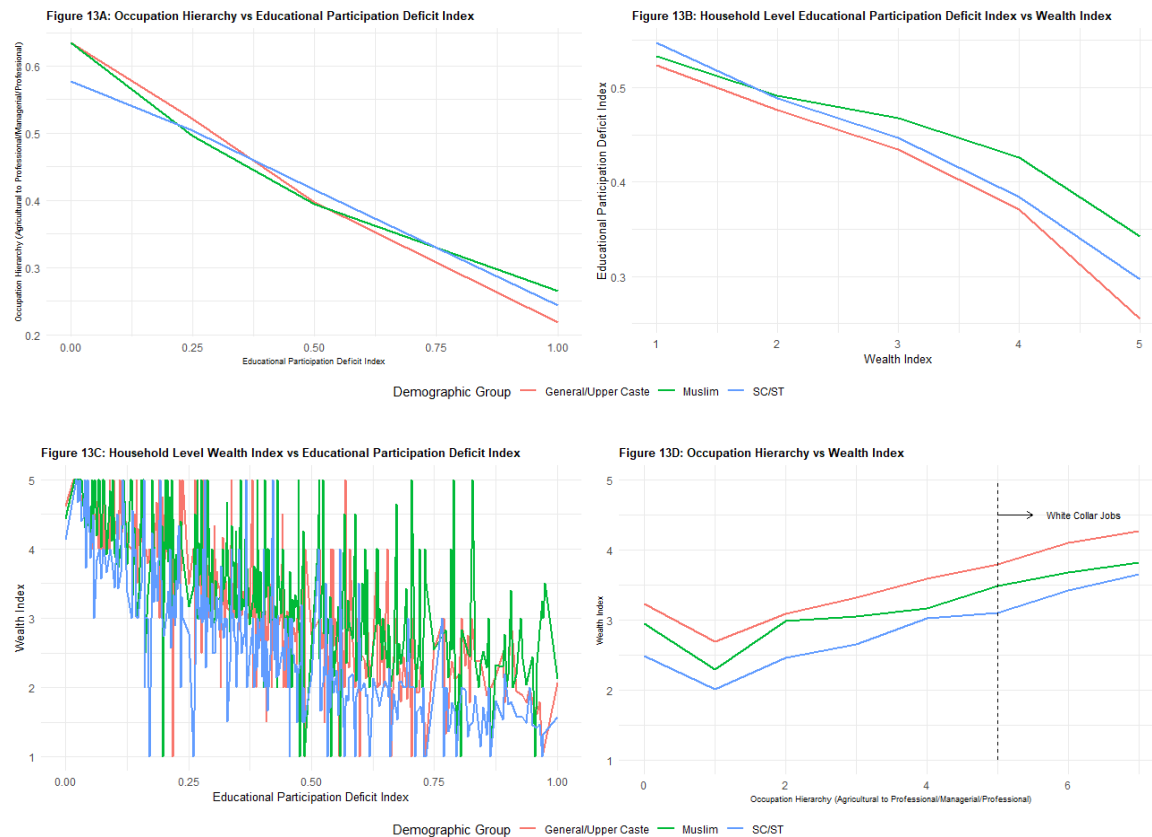 Figure 13A: Occupation Hierarchy vs Educational Participation Deficit Index
Occupation Hierarchy (Agricultural to Professional/Managerial/Professional)
0.6
0.5
0.4
0.3
0.2
0.00 0.25 0.50 0.75 1.00
Educational Participation Deficit Index
Figure 13B: Household Level Educational Participation Deficit Index vs Wealth Index
Educational Participation Deficit Index
0.5
0.3
1 2 3 4 5
Wealth Index
Demographic Group General/Upper Caste Muslim SC/ST
Figure 13C: Household Level Wealth Index vs Educational Participation Deficit Index
Wealth Index
5
4
3
2
1
0.00 0.25 0.50 0.75 1.00
Educational Participation Deficit Index
Figure 13D: Occupation Hierarchy vs Wealth Index
Wealth Index
5
4
3
2
1
White Collar Jobs
0 2 4 6
Occupation Hierarchy (Agricultural to Professional/Managerial/Professional)
Demographic Group General/Upper Caste Muslim SC/ST